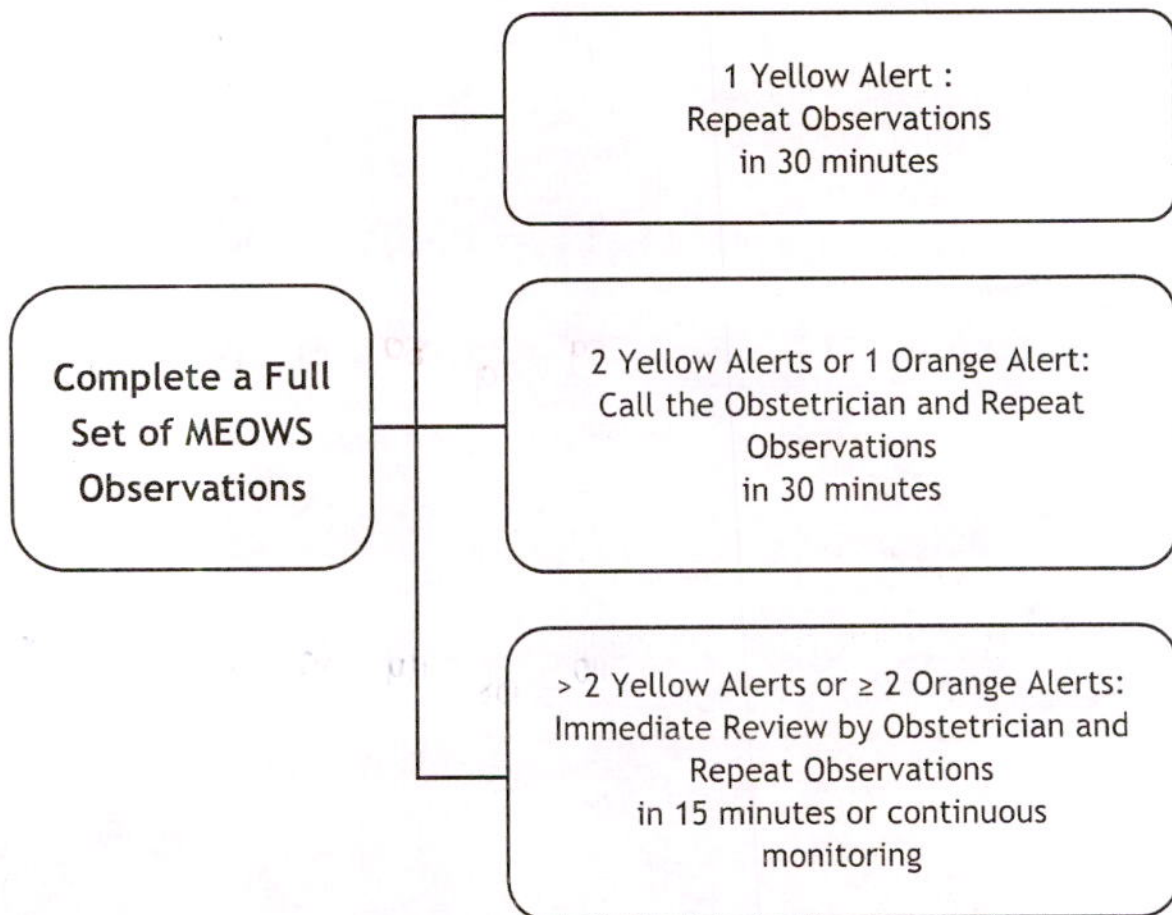 Complete a Full
Set of MEOWS
Observations
1 Yellow Alert :
Repeat Observations
in 30 minutes
2 Yellow Alerts or 1 Orange Alert:
Call the Obstetrician and Repeat
Observations
in 30 minutes
> 2 Yellow Alerts or ≥ 2 Orange Alerts:
Immediate Review by Obstetrician and
Repeat Observations
in 15 minutes or continuous
monitoring